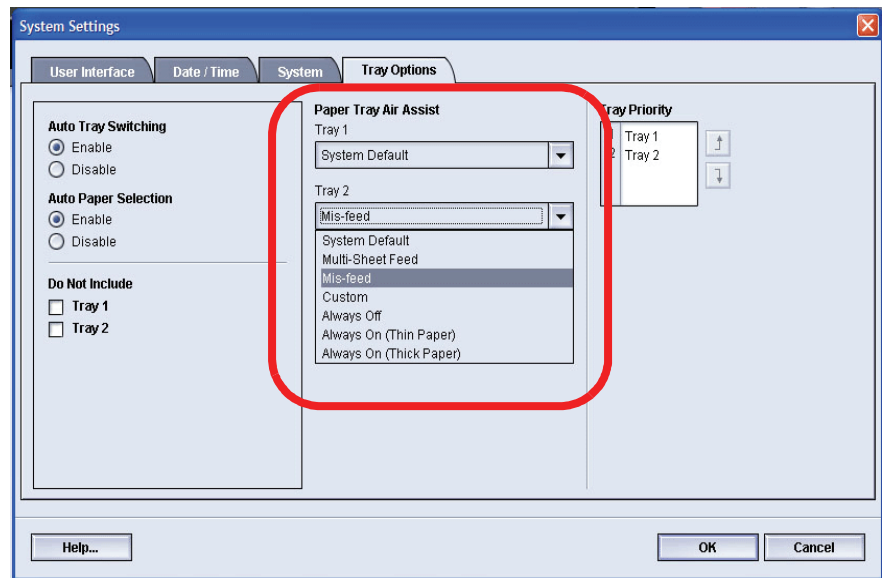 System Settings
User Interface
Date / Time
System
Tray Options
Auto Tray Switching
Enable
Disable
Auto Paper Selection
Enable
Disable
Do Not Include
Tray 1
Tray 2
Paper Tray Air Assist
Tray 1
System Default
Tray 2
Mis-feed
System Default
Multi-Sheet Feed
Mis-feed
Custom
Always Off
Always On (Thin Paper)
Always On (Thick Paper)
Tray Priority
1 Tray 1
2 Tray 2
Help...
OK
Cancel